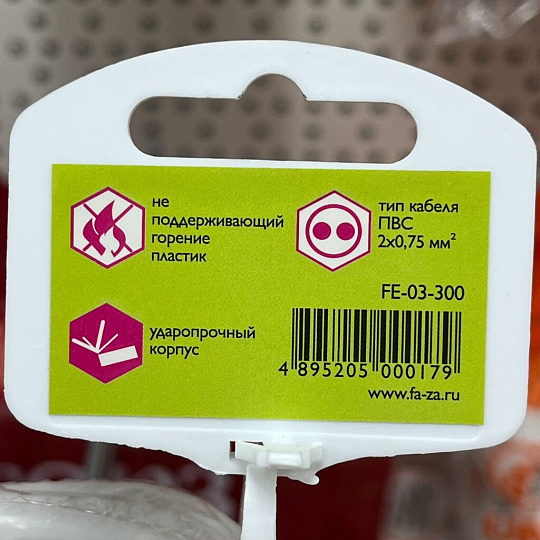 не
поддерживающий
горение
пластик
тип кабеля
ПВС
2х0,75 мм²
FE-03-300
ударопрочный
корпус
4 895205 000179
www.fa-za.ru